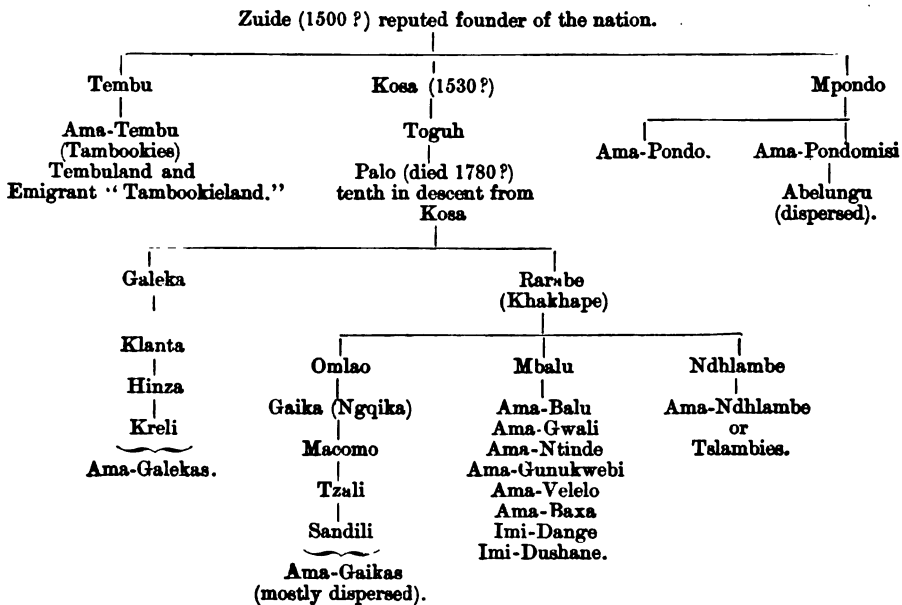 Zuide (1500 ?) reputed founder of the nation.
Tembu
Kosa (1530 ?)
Mpondo
Ama-Tembu
(Tambookies)
Tembuland and
Emigrant “ Tambookieland.”
Toguh
Palo (died 1780 ?)
tenth in descent from
Kosa
Ama-Pondo.
Ama-Pondomisi
Abelungu
(dispersed).
Galeka
Rarabe
(Khakhape)
Klanta
Hinza
Kreli
Ama-Galekas.
Omlao
Gaika (Ngqika)
Macomo
Tzali
Sandili
Ama-Gaikas
(mostly dispersed).
Mbalu
Ama-Balu
Ama-Gwali
Ama-Ntinde
Ama-Gunukwebi
Ama-Velelo
Ama-Baxa
Imi-Dange
Imi-Dushane.
Ndhlambe
Ama-Ndhlambe
or
Tslambies.